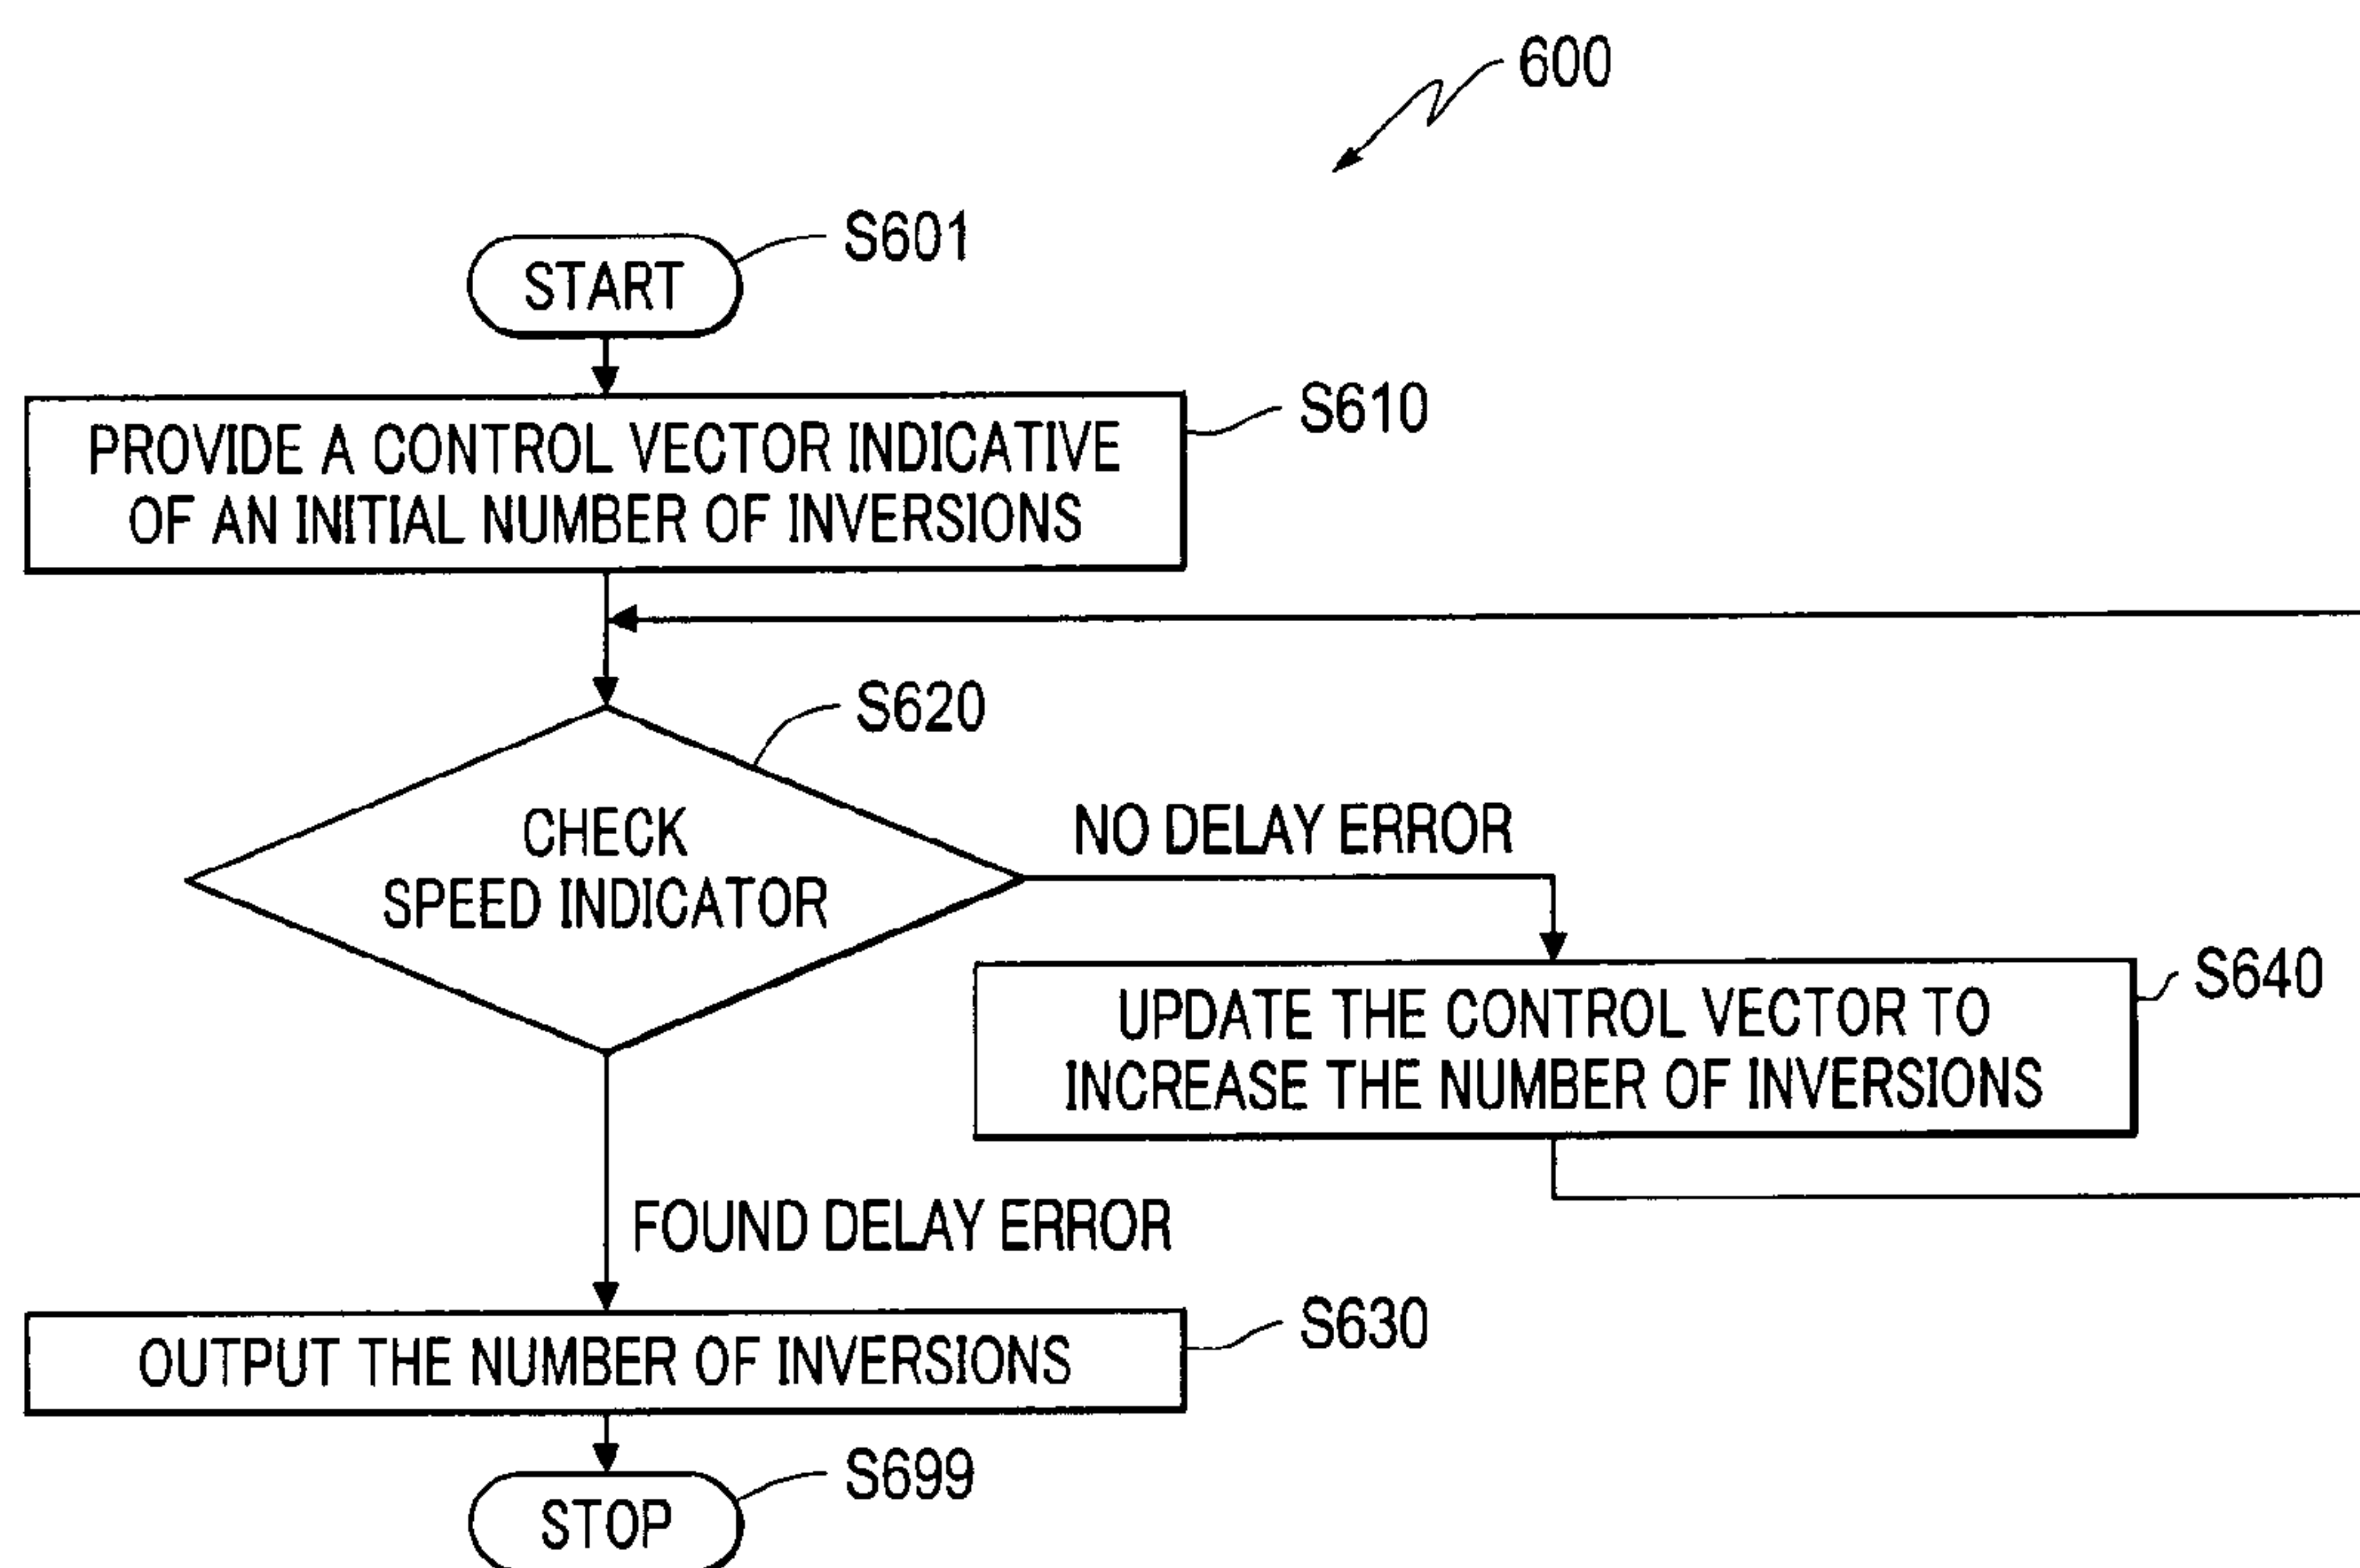 600
S601
START
S610
PROVIDE A CONTROL VECTOR INDICATIVE
OF AN INITIAL NUMBER OF INVERSIONS
S620
CHECK
SPEED INDICATOR
NO DELAY ERROR
S640
UPDATE THE CONTROL VECTOR TO
INCREASE THE NUMBER OF INVERSIONS
FOUND DELAY ERROR
S630
OUTPUT THE NUMBER OF INVERSIONS
S699
STOP